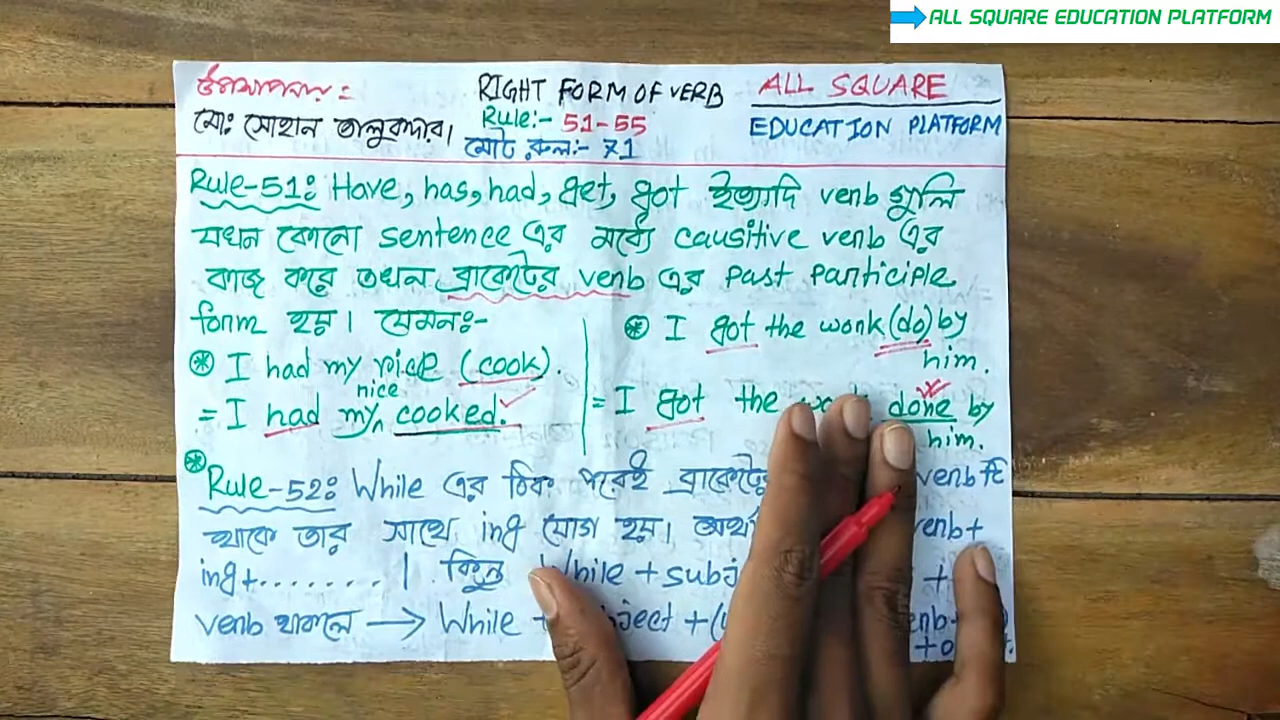 ALL SQUARE EDUCATION PLATFORM
উপস্থাপনায় :
মোঃ সোহান তালুকদার।
RIGHT FORM OF VERB
Rule:- 51-55
মোট রুল:- 71
ALL SQUARE
EDUCATION PLATFORM
Rule-51: Have, has, had, get, got ইত্যাদি verb গুলি
যখন কোনো sentence এর মধ্যে causitive verb এর
কাজ করে তখন ব্রাকেটের verb এর past participle
form হয়। যেমনঃ-
I had my rice (cook).
= I had my rice cooked.
I got the work (do) by
him.
= I got the work done by
him.
Rule-52: While এর ঠিক পরেই ব্রাকেটের verb টি
থাকে তার সাথে ing যোগ হয়। verb+
ing+....... | কিন্তু While + +
verb থাকলে → While +